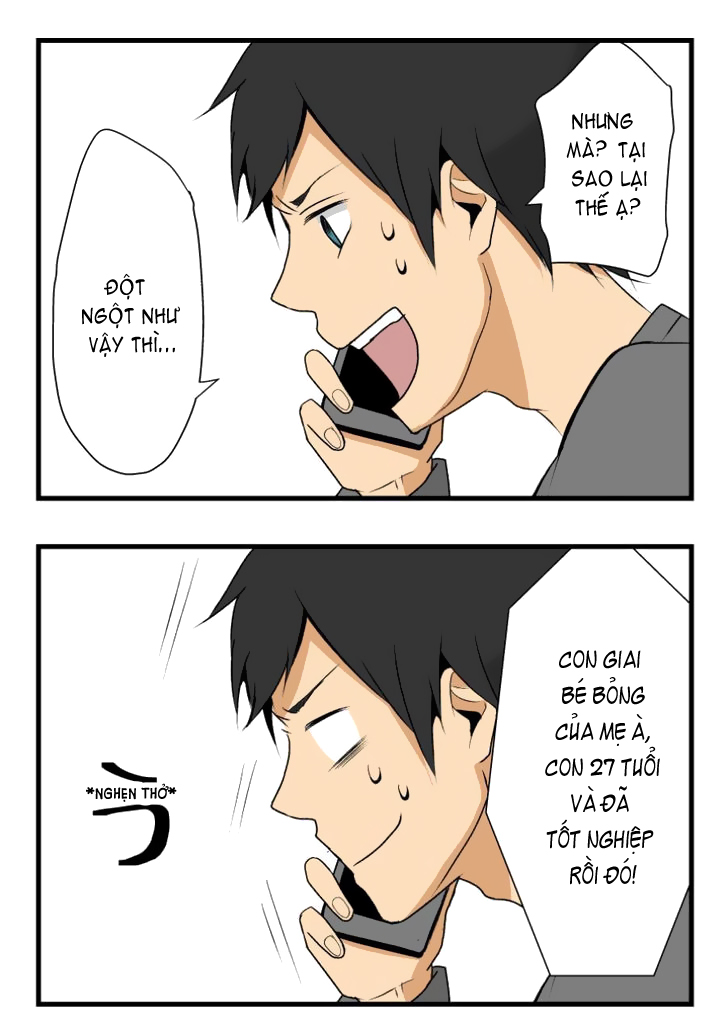 NHƯNG
MÀ? TẠI
SAO LẠI
THẾ Ạ?
ĐỘT
NGỘT NHƯ
VẬY THÌ...
CON GIAI
BÉ BỎNG
CỦA MẸ À,
CON 27 TUỔI
VÀ ĐÃ
TỐT NGHIỆP
RỒI ĐÓ!
う
*NGHẸN THỞ*